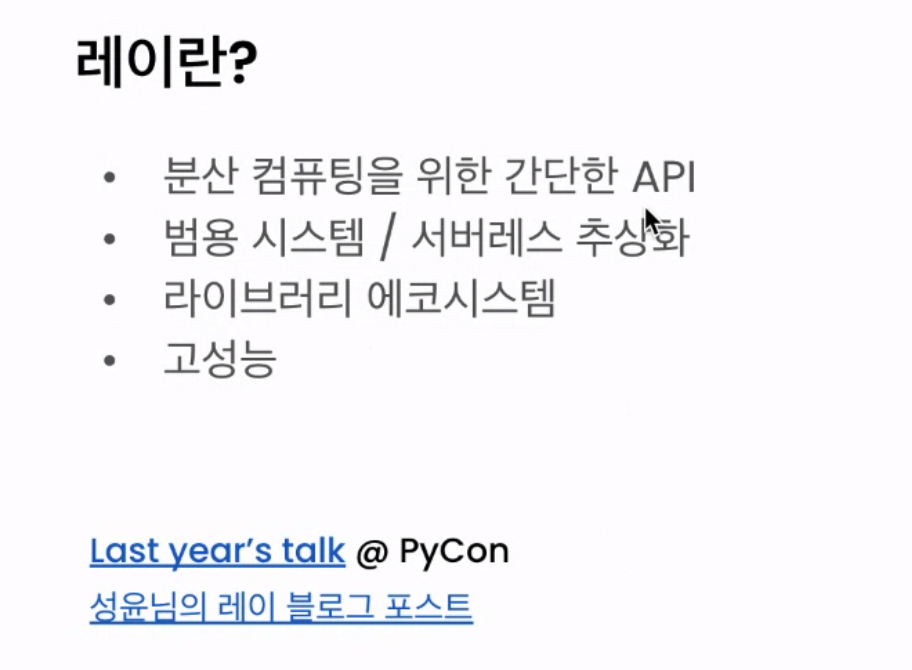 레이란?
• 분산 컴퓨팅을 위한 간단한 API
• 범용 시스템 / 서버레스 추상화
• 라이브러리 에코시스템
• 고성능
Last year's talk @ PyCon
성윤님의 레이 블로그 포스트